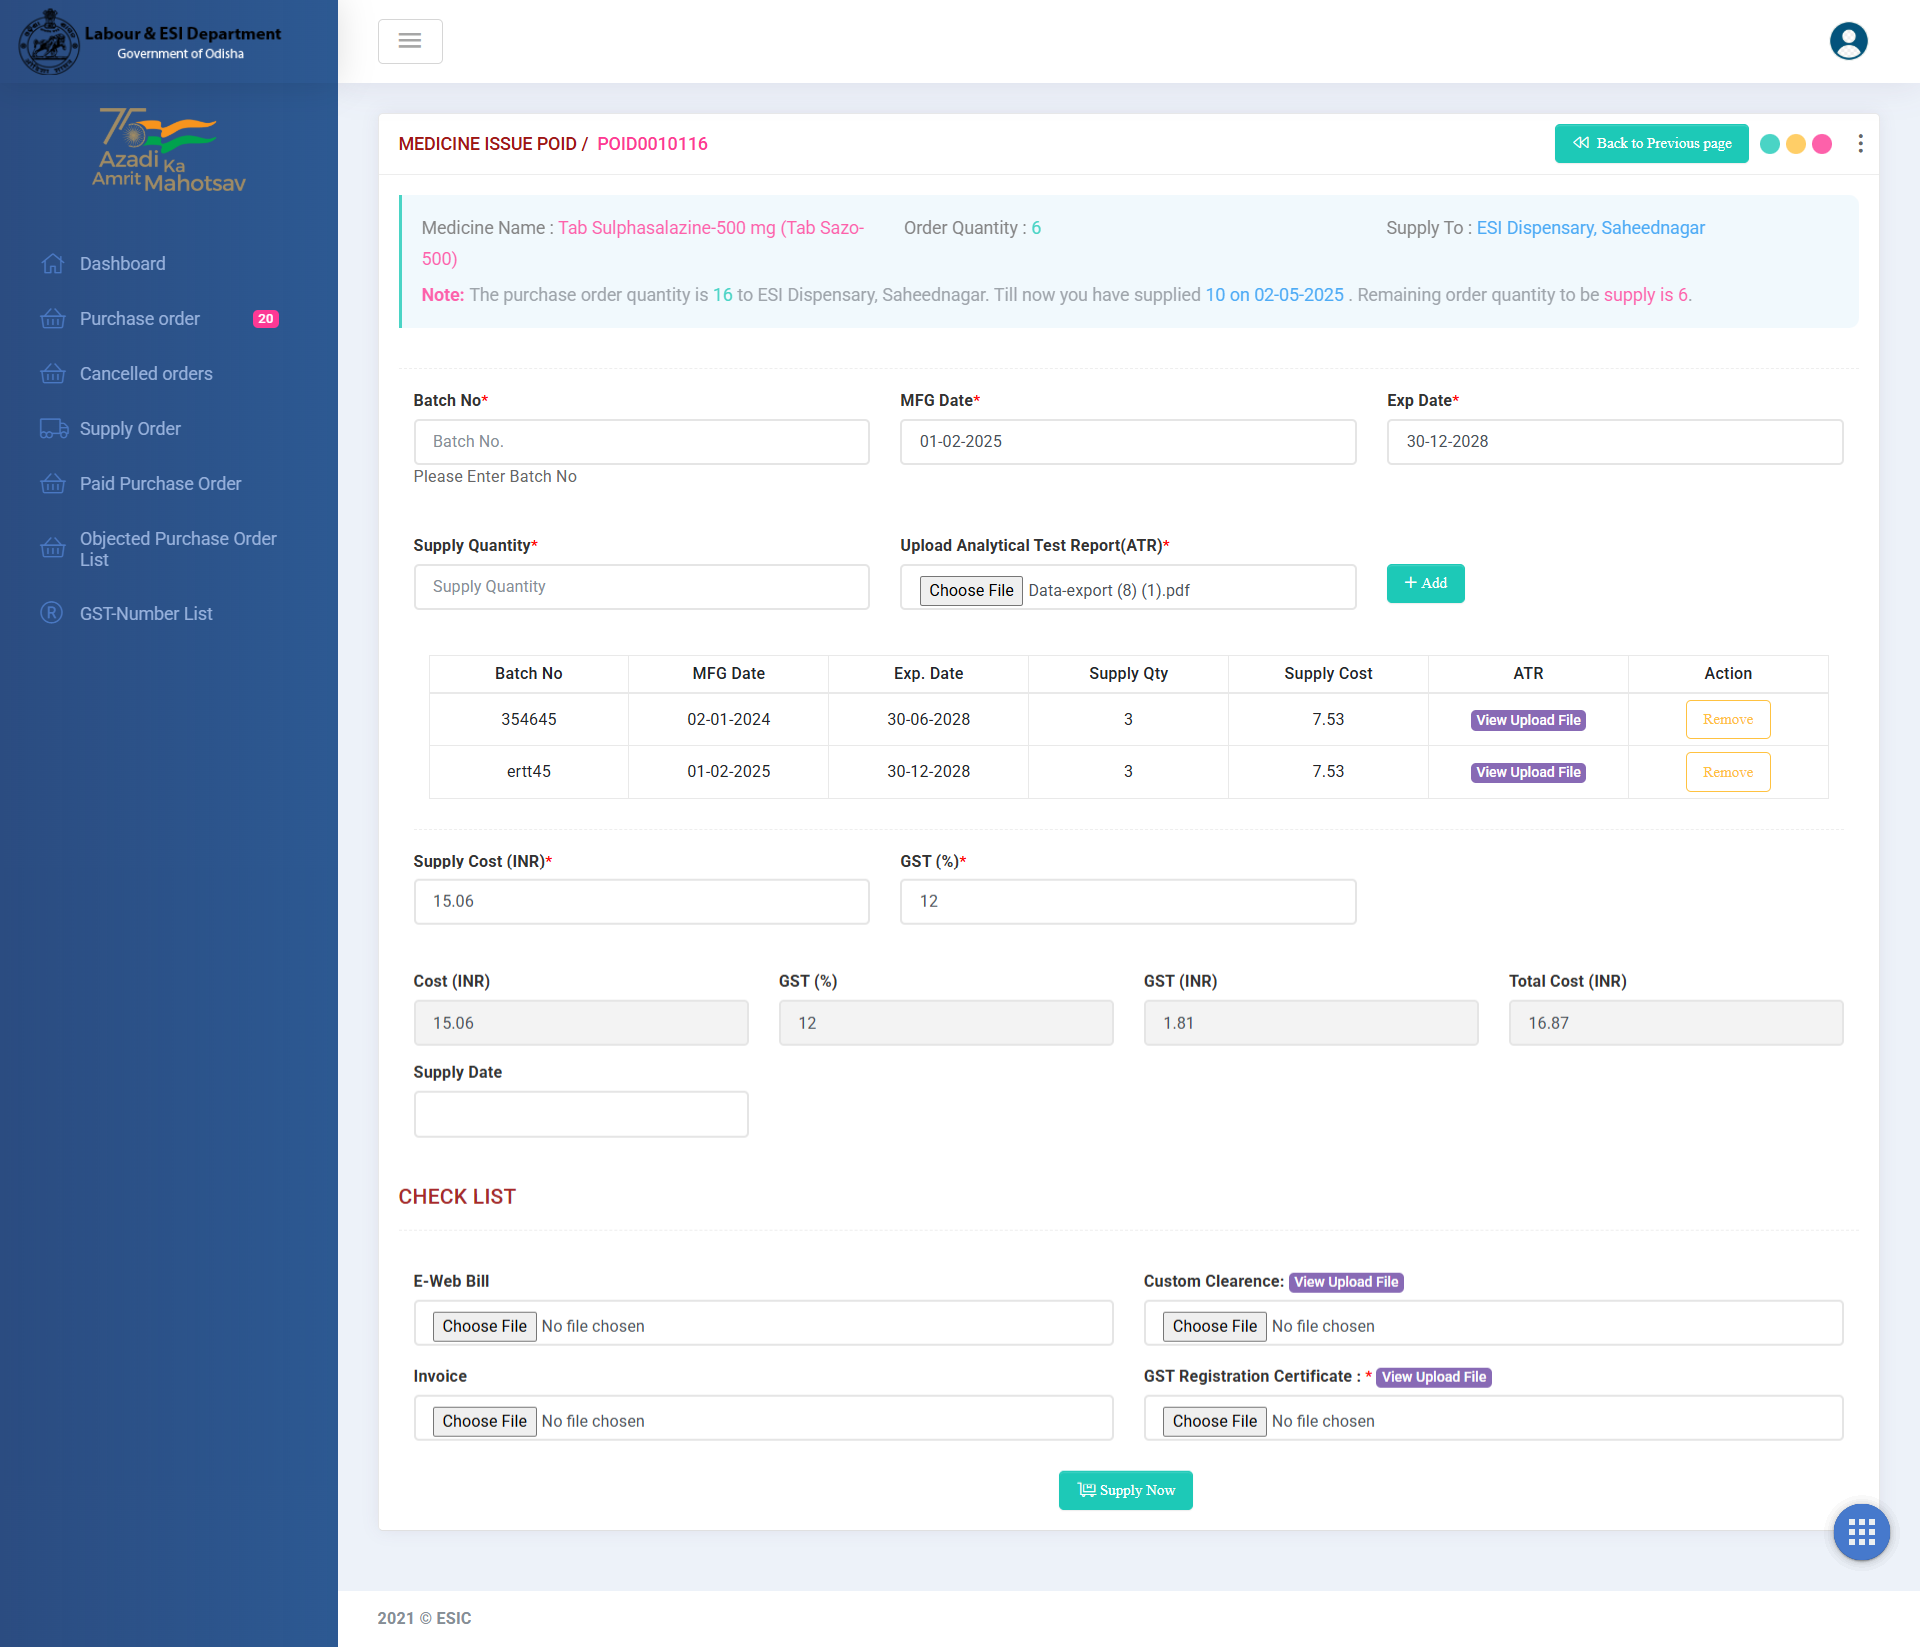 Labour & ESI Department
Government of Odisha
75
Azadi Ka
Amrit Mahotsav
Dashboard
Purchase order 20
Cancelled orders
Supply Order
Paid Purchase Order
Objected Purchase Order
List
GST-Number List
MEDICINE ISSUE POID / POID0010116
Back to Previous page
Medicine Name : Tab Sulphasalazine-500 mg (Tab Sazo-
500)
Order Quantity : 6
Supply To : ESI Dispensary, Saheednagar
Note: The purchase order quantity is 16 to ESI Dispensary, Saheednagar. Till now you have supplied 10 on 02-05-2025 . Remaining order quantity to be supply is 6.
Batch No* MFG Date* Exp Date*
Batch No. 01-02-2025 30-12-2028
Please Enter Batch No
Supply Quantity* Upload Analytical Test Report(ATR)*
Supply Quantity Choose File Data-export (8) (1).pdf + Add
Batch No MFG Date Exp. Date Supply Qty Supply Cost ATR Action
354645 02-01-2024 30-06-2028 3 7.53 View Upload File Remove
ertt45 01-02-2025 30-12-2028 3 7.53 View Upload File Remove
Supply Cost (INR)* GST (%)*
15.06 12
Cost (INR) GST (%) GST (INR) Total Cost (INR)
15.06 12 1.81 16.87
Supply Date
CHECK LIST
E-Web Bill Custom Clearence: View Upload File
Choose File No file chosen Choose File No file chosen
Invoice GST Registration Certificate : * View Upload File
Choose File No file chosen Choose File No file chosen
Supply Now
2021 © ESIC